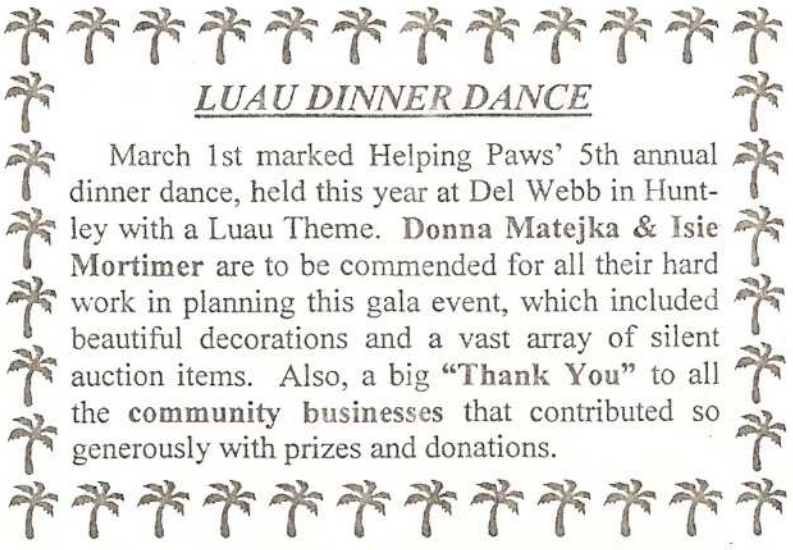 LUAU DINNER DANCE
March 1st marked Helping Paws' 5th annual
dinner dance, held this year at Del Webb in Hunt-
ley with a Luau Theme. Donna Matejka & Isie
Mortimer are to be commended for all their hard
work in planning this gala event, which included
beautiful decorations and a vast array of silent
auction items. Also, a big “Thank You” to all
the community businesses that contributed so
generously with prizes and donations.